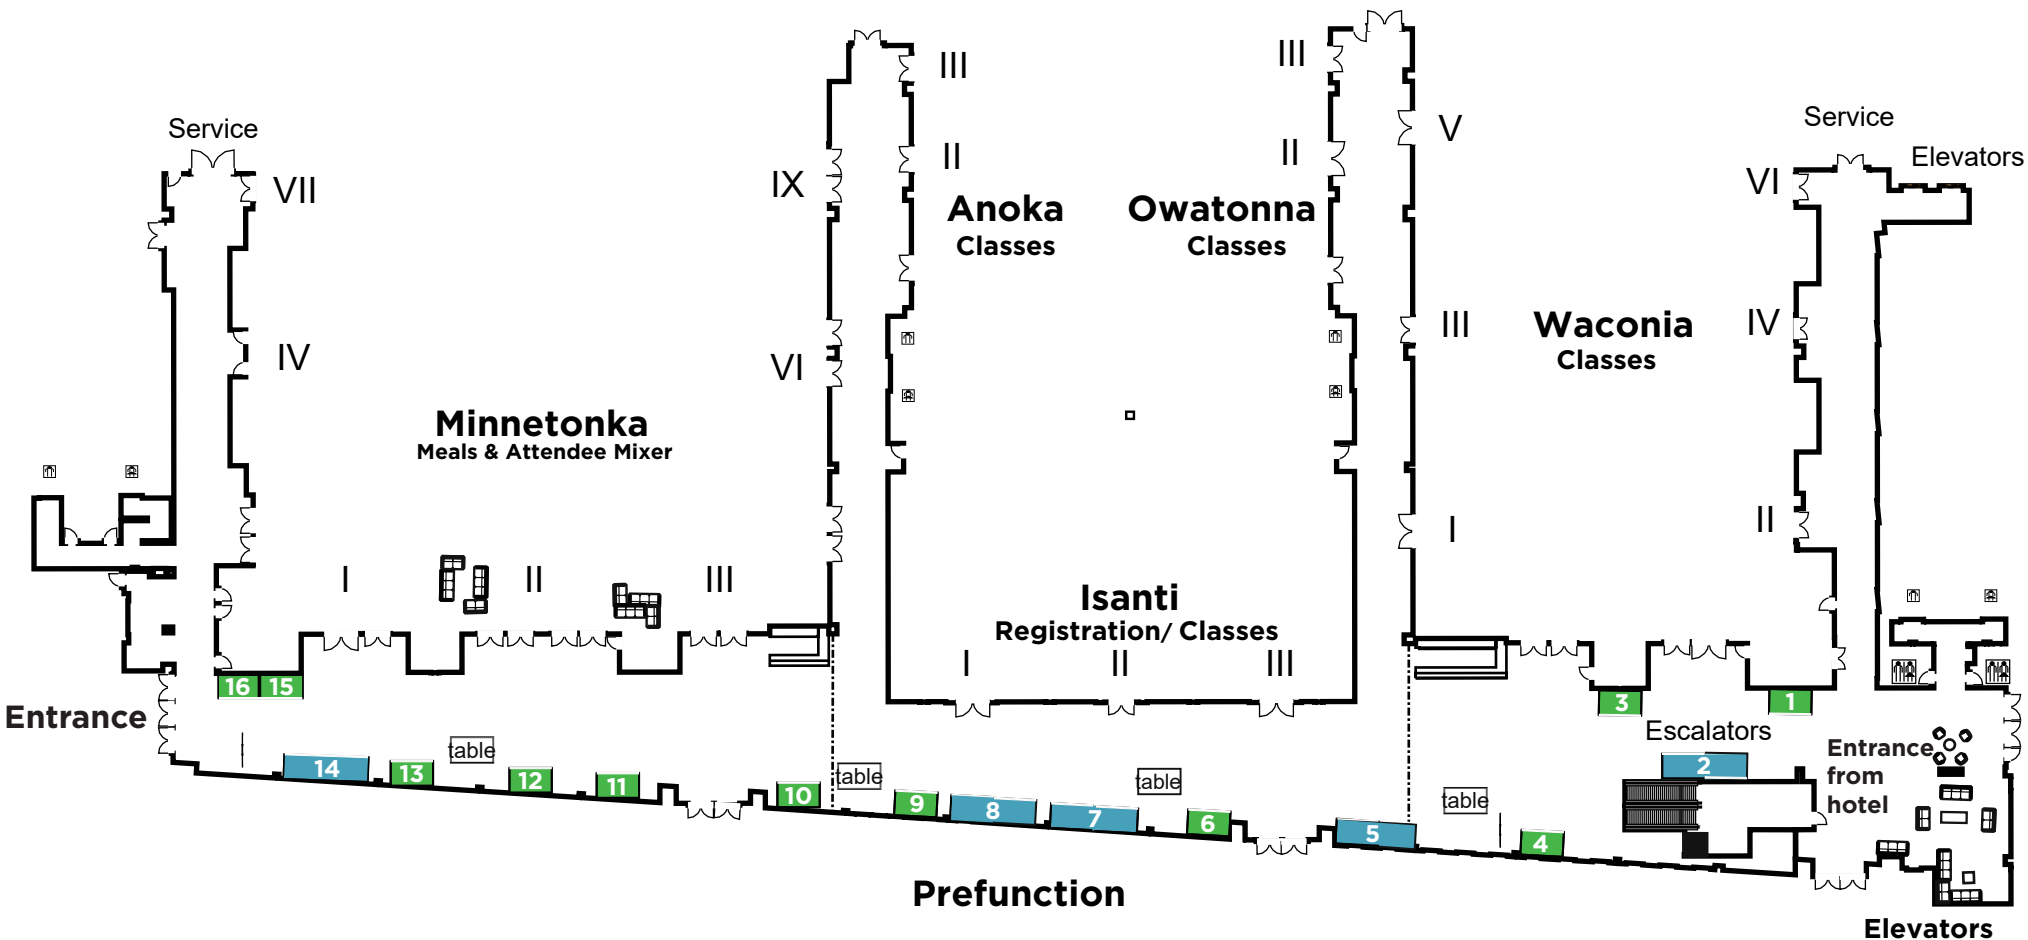 III
III
Service
Service
V
Elevators
II
II
VII
IX
VI
Anoka
Classes
Owatonna
Classes
Waconia
Classes
III
IV
IV
VI
Minnetonka
Meals & Attendee Mixer
I
II
I
II
III
Isanti
Registration/ Classes
I
II
III
16
15
3
1
Entrance
Escalators
Entrance
from
hotel
table
14
13
12
11
10
table
9
8
7
table
6
5
table
4
2
Prefunction
Elevators